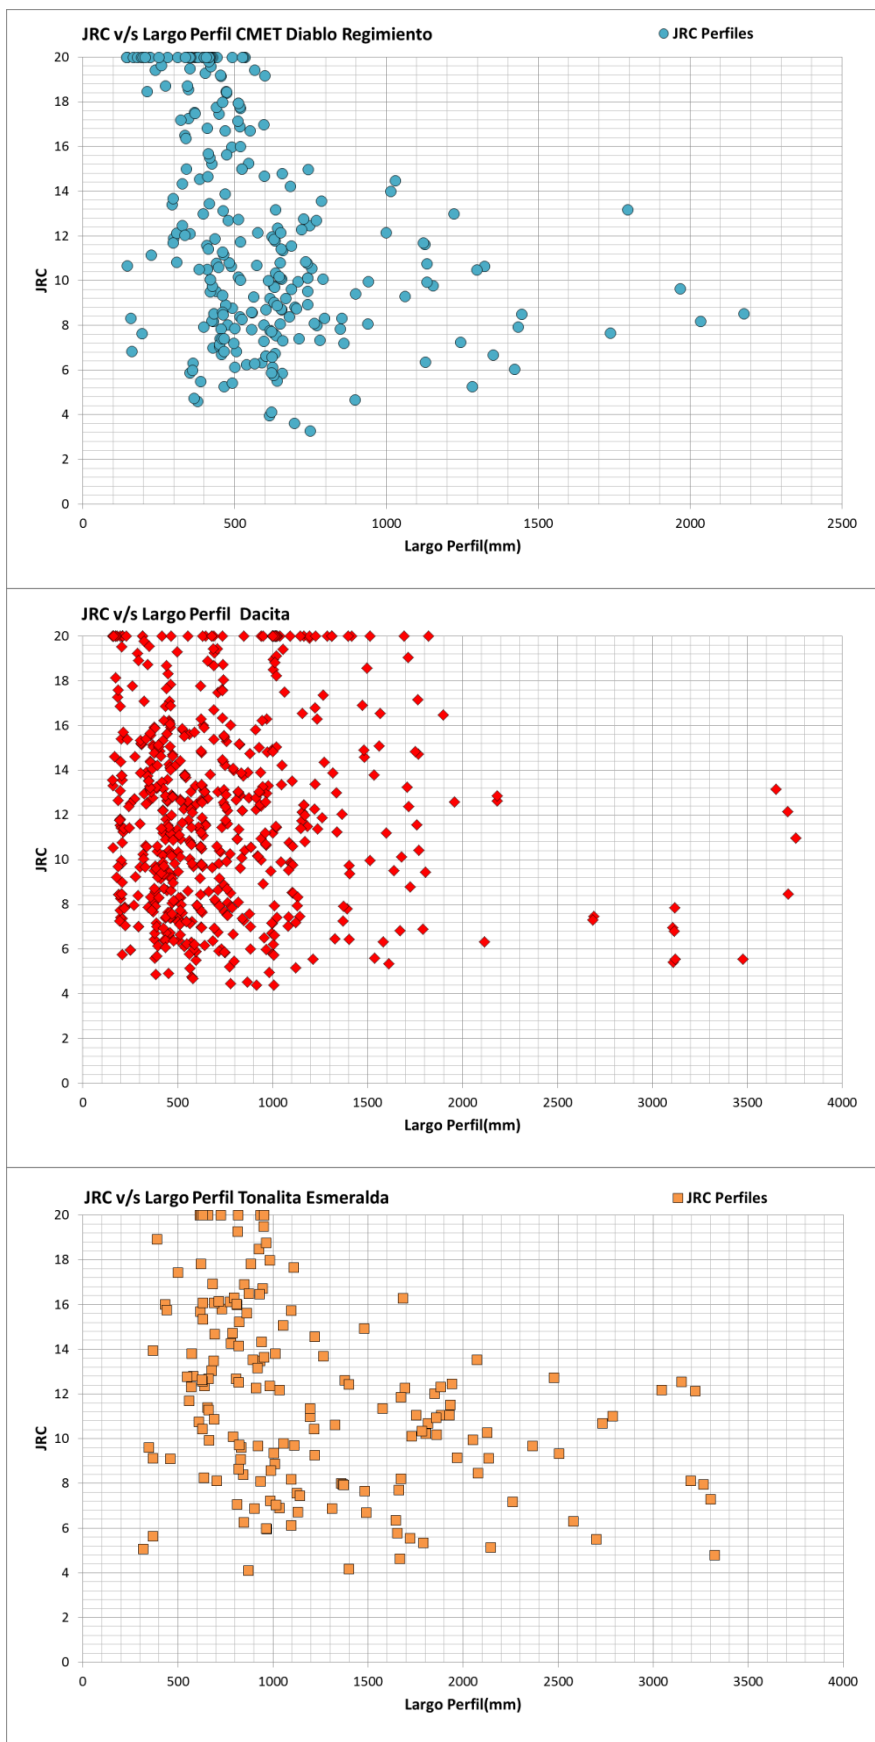 JRC v/s Largo Perfil CMET Diablo Regimiento
JRC Perfiles
20
18
16
14
12
10
8
6
4
2
0
JRC
0 500 1000 1500 2000 2500
Largo Perfil(mm)
JRC v/s Largo Perfil Dacita
20
18
16
14
12
10
8
6
4
2
0
JRC
0 500 1000 1500 2000 2500 3000 3500 4000
Largo Perfil(mm)
JRC v/s Largo Perfil Tonalita Esmeralda
JRC Perfiles
20
18
16
14
12
10
8
6
4
2
0
JRC
0 500 1000 1500 2000 2500 3000 3500 4000
Largo Perfil(mm)